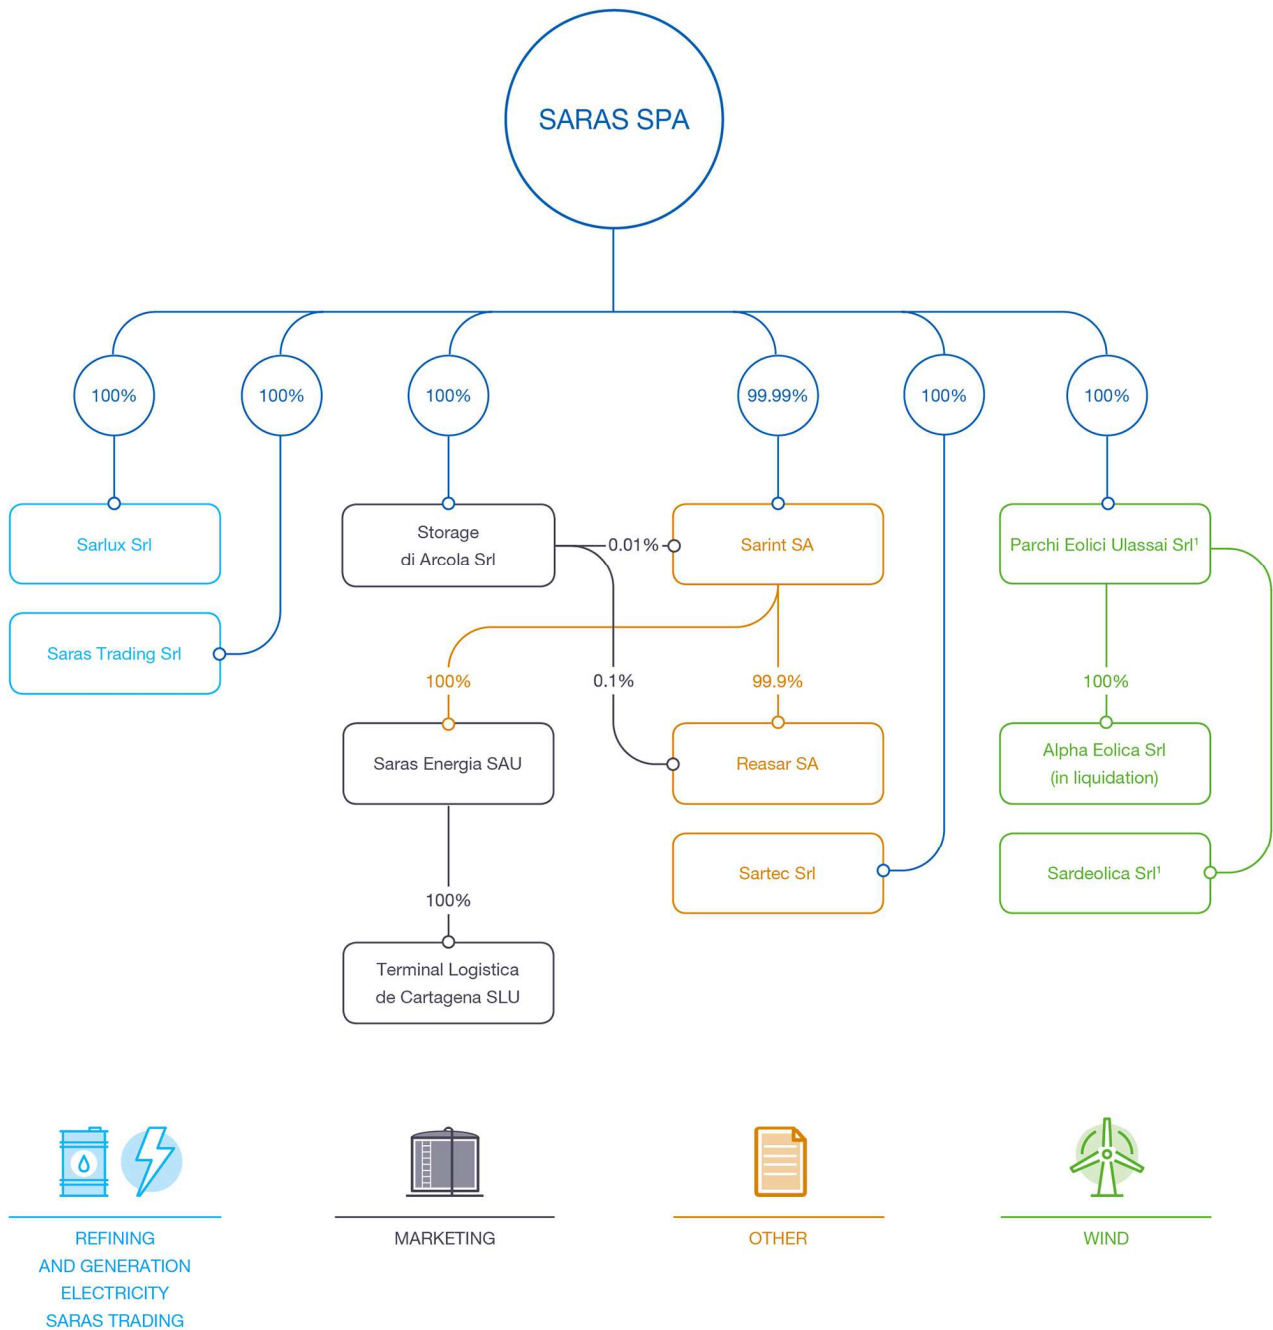 SARAS SPA
100%
100%
100%
99.99%
100%
100%
Sarlux Srl
Storage
di Arcola Srl
0.01%
Sarint SA
Parchi Eolici Ulassai Srl¹
Saras Trading Srl
100%
0.1%
99.9%
100%
Saras Energia SAU
Reasar SA
Alpha Eolica Srl
(in liquidation)
Sartec Srl
Sardeolica Srl¹
100%
Terminal Logistica
de Cartagena SLU
REFINING
AND GENERATION
ELECTRICITY
SARAS TRADING
MARKETING
OTHER
WIND